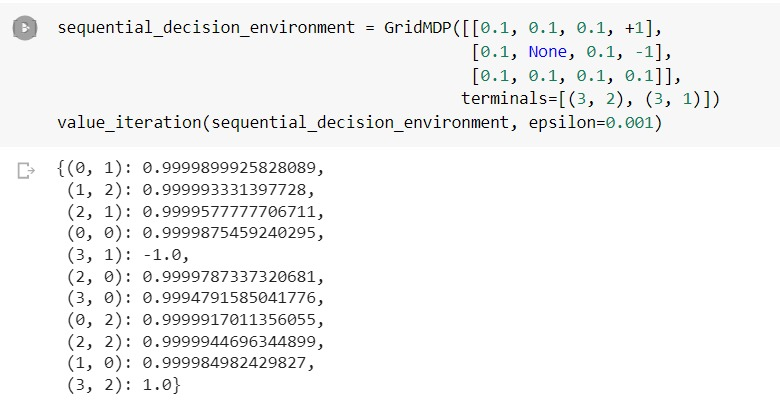 sequential_decision_environment = GridMDP([[0.1, 0.1, 0.1, +1],
[0.1, None, 0.1, -1],
[0.1, 0.1, 0.1, 0.1]],
terminals=[(3, 2), (3, 1)])
value_iteration(sequential_decision_environment, epsilon=0.001)
{(0, 1): 0.9999899925828089,
(1, 2): 0.999993331397728,
(2, 1): 0.9999577777706711,
(0, 0): 0.9999875459240295,
(3, 1): -1.0,
(2, 0): 0.9999787337320681,
(3, 0): 0.9994791585041776,
(0, 2): 0.9999917011356055,
(2, 2): 0.9999944696344899,
(1, 0): 0.999984982429827,
(3, 2): 1.0}